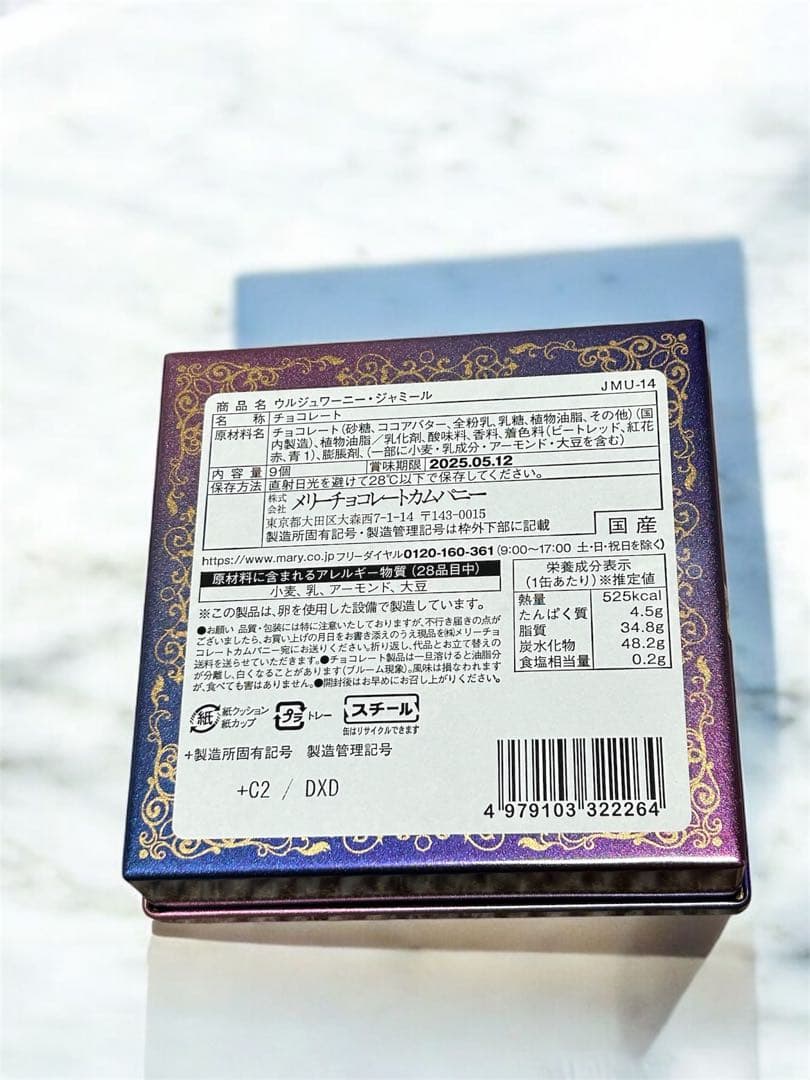 商品名 ウルジュワーニー・ジャミール JMU-14
名称 チョコレート
原材料名 チョコレート(砂糖、ココアバター、全粉乳、乳糖、植物油脂、その他)(国
内製造)、植物油脂/乳化剤、酸味料、香料、着色料(ビートレッド、紅花
赤、青1)、膨脹剤、(一部に小麦・乳成分・アーモンド・大豆を含む)
内容量 9個 賞味期限 2025.05.12
保存方法 直射日光を避けて28℃以下で保存してください。
株式会社 メリーチョコレートカムパニー
東京都大田区大森西7-1-14 〒143-0015
製造所固有記号・製造管理記号は枠外下部に記載 国産
https://www.mary.co.jp フリーダイヤル0120-160-361(9:00~17:00 土・日・祝日を除く)
原材料に含まれるアレルギー物質(28品目中)
小麦、乳、アーモンド、大豆
※この製品は、卵を使用した設備で製造しています。
●お願い 品質・包装には特に注意いたしておりますが、不行き届きの点が
ございましたら、お買い上げの月日をお書き添えのうえ現品を㈱メリーチョ
コレートカムパニー宛にお送りください。折り返し、代品とお立て替えの
送料を送らせていただきます。●チョコレート製品は一旦溶けると油脂分
が分離し、白くなることがあります(ブルーム現象)。風味は損なわれます
が、食べても害はありません。●開封後はお早めにお召し上がりください。
栄養成分表示
(1缶あたり)※推定値
熱量 525kcal
たんぱく質 4.5g
脂質 34.8g
炭水化物 48.2g
食塩相当量 0.2g
紙 紙クッション
紙カップ
プラ トレー
スチール
缶はリサイクルできます
+製造所固有記号 製造管理記号
+C2 / DXD
4 979103 322264